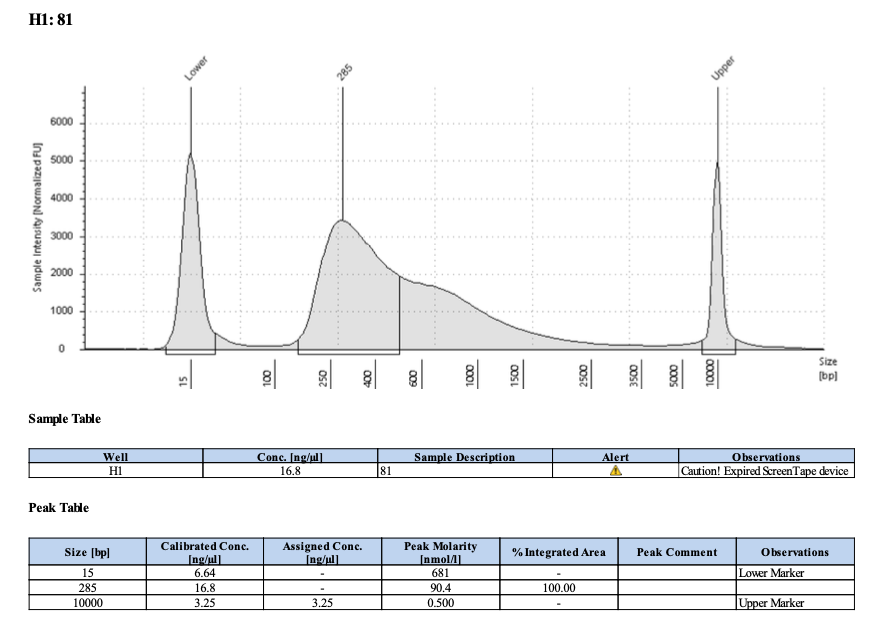 H1: 81
Lower 285 Upper
Sample Intensity [Normalized FU]
6000
5000
4000
3000
2000
1000
0
15 100 250 400 600 1000 1500 2500 3500 5000 10000
Size
[bp]
Sample Table
Well Conc. [ng/µl] Sample Description Alert Observations
H1 16.8 81 Caution! Expired ScreenTape device
Peak Table
Size [bp] Calibrated Conc. [ng/µl] Assigned Conc. [ng/µl] Peak Molarity [nmol/l] % Integrated Area Peak Comment Observations
15 6.64 - 681 - Lower Marker
285 16.8 - 90.4 100.00
10000 3.25 3.25 0.500 - Upper Marker